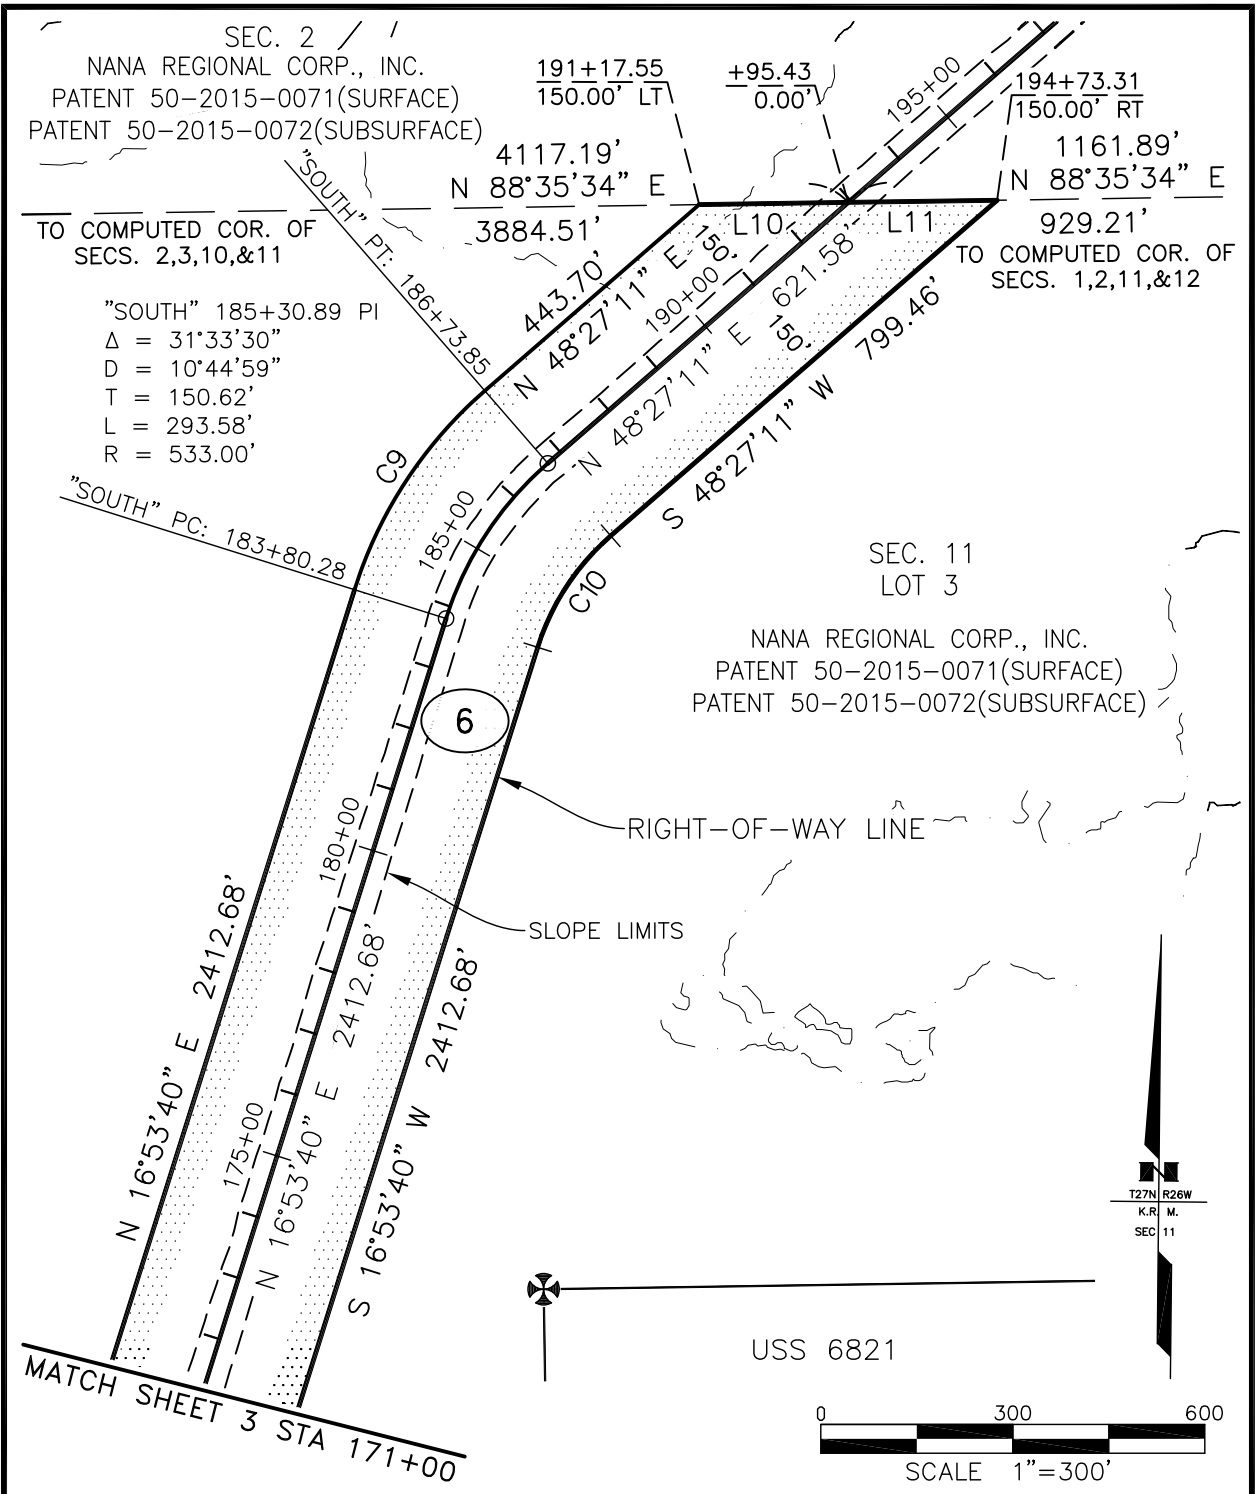 SEC. 2
NANA REGIONAL CORP., INC.
PATENT 50-2015-0071(SURFACE)
PATENT 50-2015-0072(SUBSURFACE)
191+17.55
150.00' LT
+95.43
0.00'
195+00
194+73.31
150.00' RT
4117.19'
N 88°35'34" E
3884.51'
1161.89'
N 88°35'34" E
929.21'
TO COMPUTED COR. OF
SECS. 2,3,10,&11
TO COMPUTED COR. OF
SECS. 1,2,11,&12
L10
L11
"SOUTH" PT: 186+73.85
443.70'
N 48°27'11" E
150'
190+00
N 48°27'11" E 621.58'
150'
S 48°27'11" W 799.46'
"SOUTH" 185+30.89 PI
Δ = 31°33'30"
D = 10°44'59"
T = 150.62'
L = 293.58'
R = 533.00'
C9
"SOUTH" PC: 183+80.28
185+00
C10
SEC. 11
LOT 3
NANA REGIONAL CORP., INC.
PATENT 50-2015-0071(SURFACE)
PATENT 50-2015-0072(SUBSURFACE)
6
RIGHT-OF-WAY LINE
180+00
SLOPE LIMITS
N 16°53'40" E 2412.68'
175+00
N 16°53'40" E 2412.68'
S 16°53'40" W 2412.68'
N
T27N R26W
K.R. M.
SEC 11
USS 6821
MATCH SHEET 3 STA 171+00
0 300 600
SCALE 1"=300'